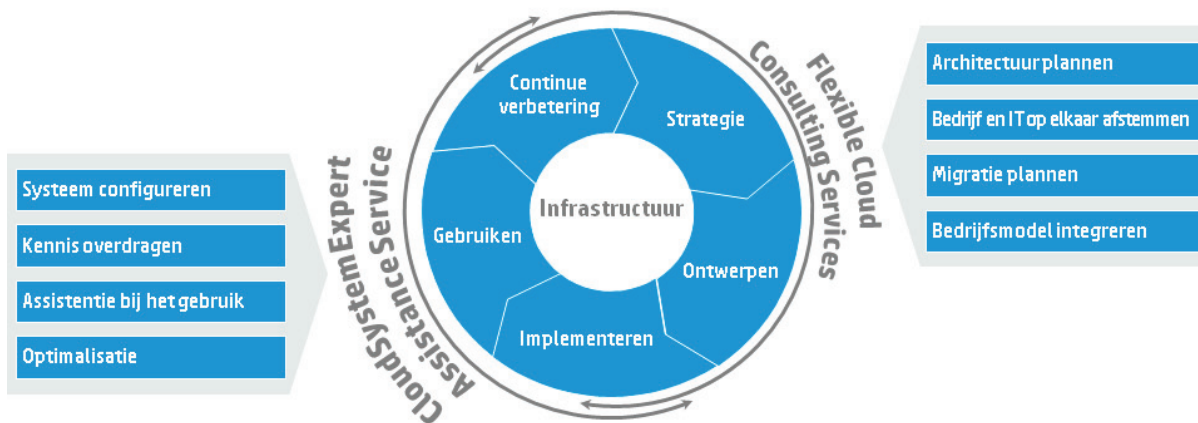 Systeem configureren
Kennis overdragen
Assistentie bij het gebruik
Optimalisatie
CloudSystem Expert
Assistance Service
Continue
verbetering
Strategie
Infrastructuur
Gebruiken
Ontwerpen
Implementeren
Flexible Cloud
Consulting Services
Architectuur plannen
Bedrijf en IT op elkaar afstemmen
Migratie plannen
Bedrijfsmodel integreren